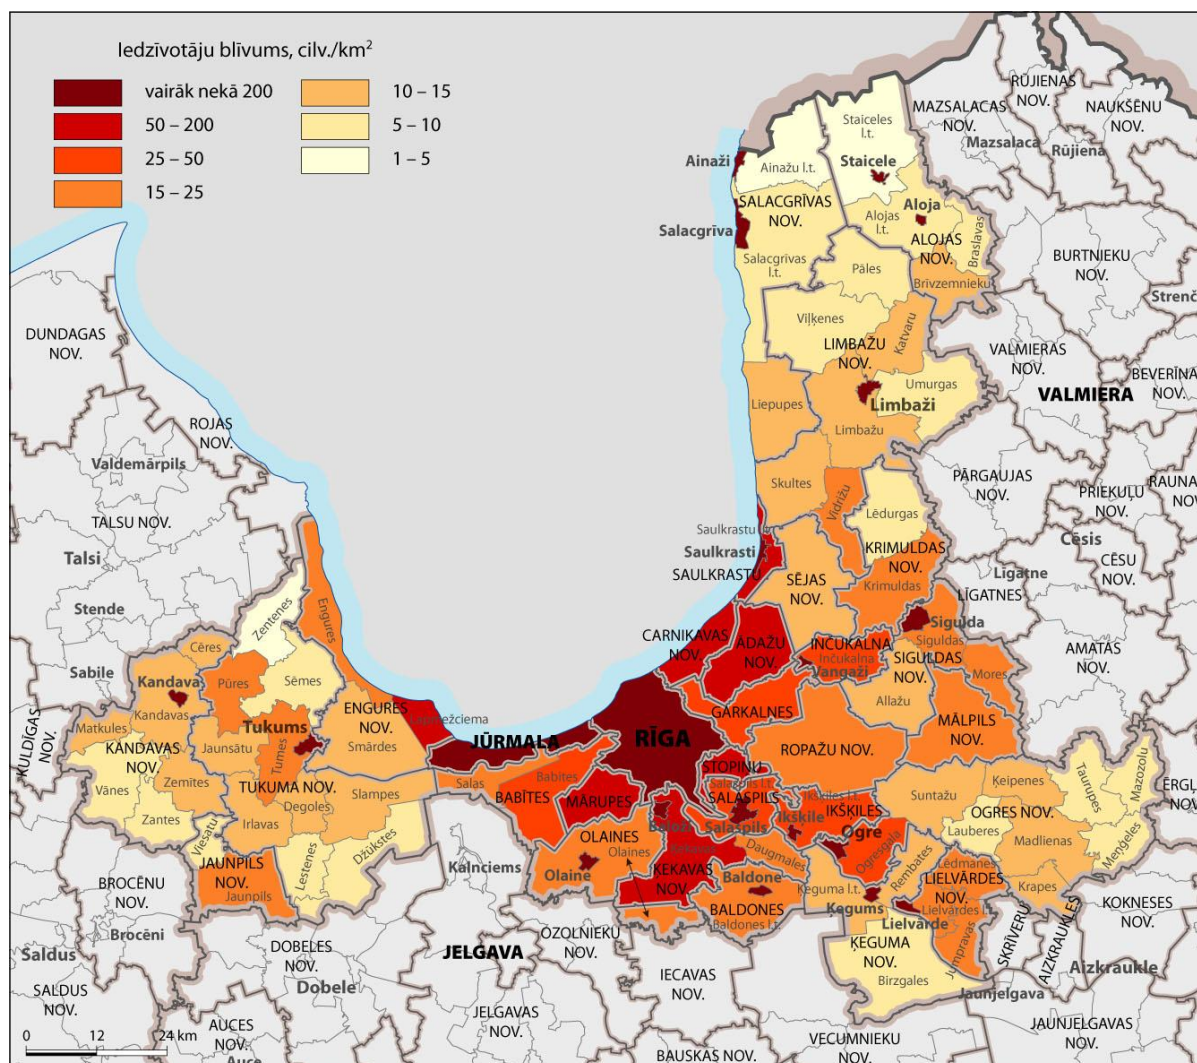 Iedzīvotāju blīvums, cilv./km²
vairāk nekā 200
50 – 200
25 – 50
15 – 25
10 – 15
5 – 10
1 – 5
RŪJIENAS
NOV.
MAZSALACAS
NOV.
NAUKŠĒNU
NOV.
Mazsalaca
Rūjiena
Staiceles
l.t.
Ainaži
Ainažu l.t.
Staicele
SALACGRĪVAS
NOV.
Aloja
Alojas
l.t.
Salacgrīva
ALOJAS
NOV.
Braslavas
BURTNIEKU
NOV.
Salacgrīvas
l.t.
Pāles
Brīvzemnieku
Strenči
DUNDAGAS
NOV.
Viļķenes
Katvaru
LIMBAŽU
NOV.
VALMIERAS
NOV.
BEVERĪNAS
NOV.
Umurgas
VALMIERA
Liepupes
Limbaži
Limbažu
ROJAS
NOV.
Valdemārpils
PĀRGAUJAS
NOV.
RAUNAS
NOV.
PRIEKUĻU
NOV.
Skultes
Vidrižu
Lēdurgas
TALSU NOV.
Saulkrastu
Cēsis
Talsi
Saulkrasti
KRIMULDAS
NOV.
CĒSU
NOV.
SAULKRASTU
SĒJAS
NOV.
Krimuldas
Līgatne
LĪGATNES
Stende
Zentenes
Engures
Sigulda
CARNIKAVAS
NOV.
ĀDAŽU
NOV.
INČUKALNA
Inčukalna
Siguldas
Vangaži
SIGULDAS
NOV.
Mores
AMATAS
NOV.
Cēres
Sabile
Kandava
Pūres
Sēmes
Allažu
KULDĪGAS
NOV.
Kandavas
Matkules
Tukums
ENGURES
NOV.
GARKALNES
MĀLPILS
NOV.
KANDAVAS
NOV.
Jaunsātu
Tumes
Smārdes
JŪRMALA
RĪGA
ROPAŽU NOV.
STOPIŅU
Zemītes
Vānes
TUKUMA NOV.
Slampes
Salas
Babītes
BABĪTES
MĀRUPES
Salaspils l.t.
SALASPILS
Ikšķiles l.t.
IKŠĶILES
Ķeipenes
Taurupes
Mazozolu
Suntažu
OGRES NOV.
ĒRGĻU
NOV.
Degoles
Zantes
Irlavas
Viesatu
Džūkstes
Baloži
Salaspils
Ikšķile
Ogre
OLAINES
Olaines
Ogresgala
Lauberes
Madlienas
Meņģeles
Lestenes
JAUNPILS
NOV.
Jaunpils
Kalnciems
Olaine
ĶEKAVAS
NOV.
Daugmales
Baldone
Rembates
Lēdmanes
LIELVĀRDES
NOV.
Krapes
BROCĒNU
NOV.
Ķeguma l.t.
Ķegums
Lielvārdes l.t.
Lielvārde
BALDONES
Baldones l.t.
KOKNESES
NOV.
Brocēni
Saldus
DOBELES
NOV.
Dobele
JELGAVA
OZOLNIEKU
NOV.
ĶEGUMA
NOV.
Jumpravas
SKRĪVERU
AIZKRAUKLES
Aizkraukle
Birzgales
IECAVAS
NOV.
Jaunjelgava
SALDUS
NOV.
JELGAVAS
NOV.
AUCES
NOV.
Auce
BAUSKAS NOV.
VECUMNIEKU
NOV.
JAUNJELGAVAS
NOV.
0 12 24 km